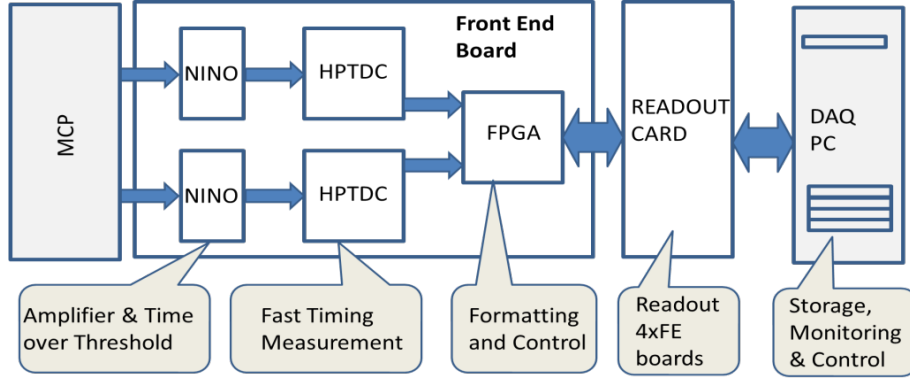 MCP
NINO
HPTDC
Front End
Board
FPGA
NINO
HPTDC
READOUT
CARD
DAQ
PC
Amplifier & Time
over Threshold
Fast Timing
Measurement
Formatting
and Control
Readout
4xFE
boards
Storage,
Monitoring
& Control